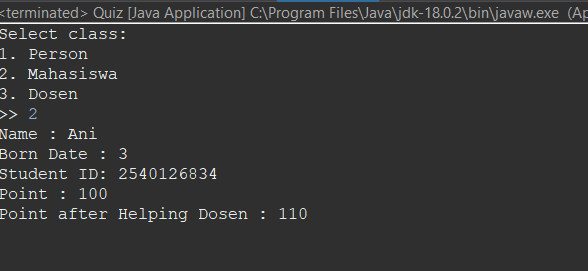 <terminated> Quiz [Java Application] C:\Program Files\Java\jdk-18.0.2\bin\javaw.exe (Ap
Select class:
1. Person
2. Mahasiswa
3. Dosen
>> 2
Name : Ani
Born Date : 3
Student ID: 2540126834
Point : 100
Point after Helping Dosen : 110